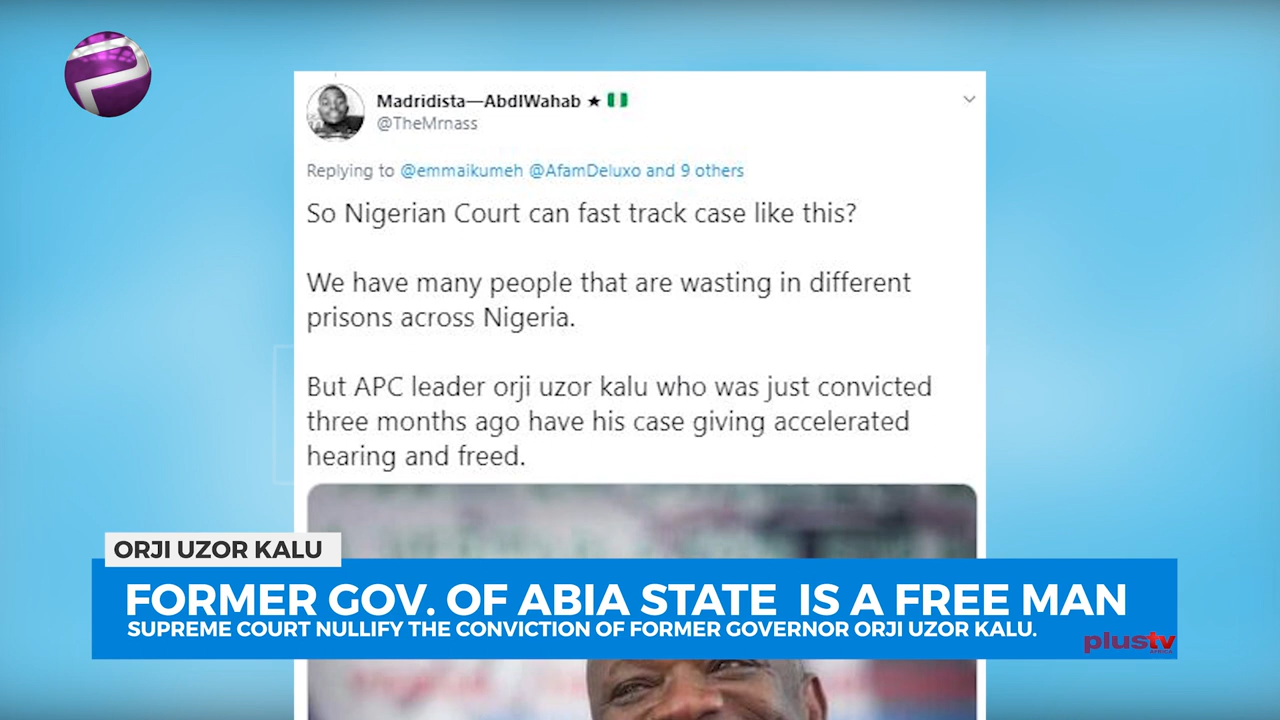 Madridista—AbdlWahab ★
@TheMrnass
Replying to @emmaikumeh @AfamDeluxo and 9 others
So Nigerian Court can fast track case like this?
We have many people that are wasting in different
prisons across Nigeria.
But APC leader orji uzor kalu who was just convicted
three months ago have his case giving accelerated
hearing and freed.
ORJI UZOR KALU
FORMER GOV. OF ABIA STATE IS A FREE MAN
SUPREME COURT NULLIFY THE CONVICTION OF FORMER GOVERNOR ORJI UZOR KALU.
plustv
AFRICA